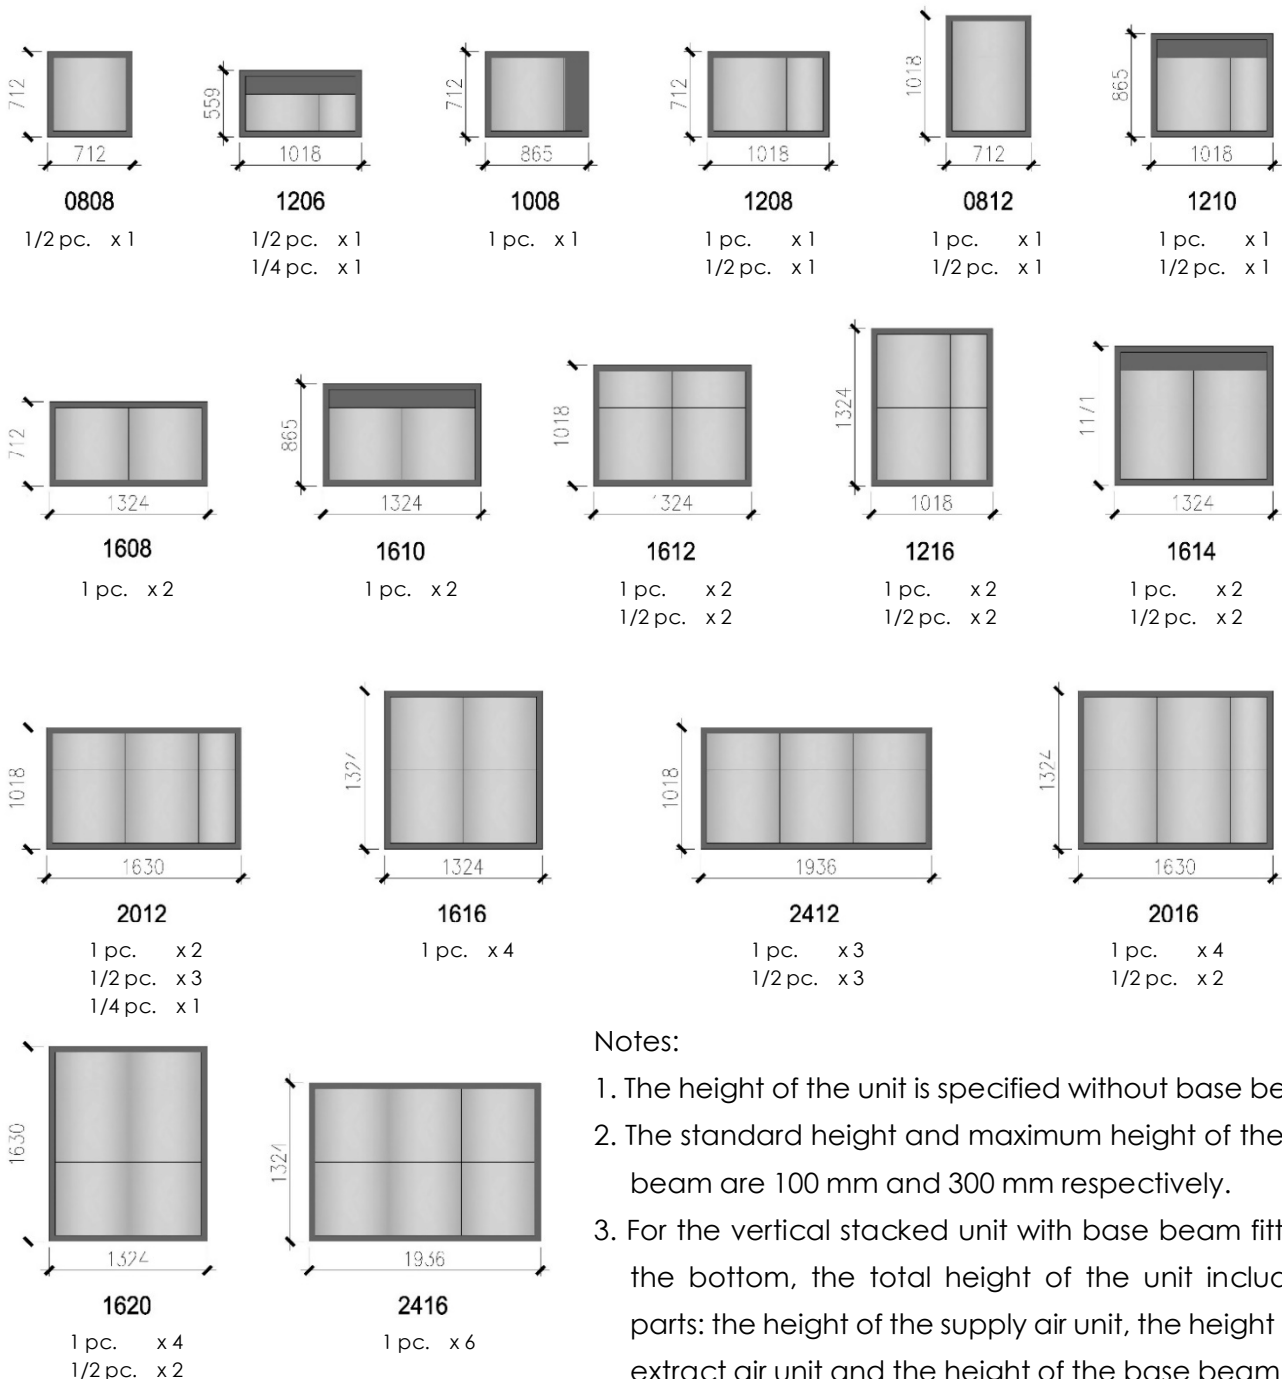 712
712
0808
1/2 pc. x 1
559
1018
1206
1/2 pc. x 1
1/4 pc. x 1
712
865
1008
1 pc. x 1
712
1018
1208
1 pc. x 1
1/2 pc. x 1
1018
712
0812
1 pc. x 1
1/2 pc. x 1
865
1018
1210
1 pc. x 1
1/2 pc. x 1
712
1324
1608
1 pc. x 2
865
1324
1610
1 pc. x 2
1018
1324
1612
1 pc. x 2
1/2 pc. x 2
1324
1018
1216
1 pc. x 2
1/2 pc. x 2
1171
1324
1614
1 pc. x 2
1/2 pc. x 2
1018
1630
2012
1 pc. x 2
1/2 pc. x 3
1/4 pc. x 1
1324
1324
1616
1 pc. x 4
1018
1936
2412
1 pc. x 3
1/2 pc. x 3
1324
1630
2016
1 pc. x 4
1/2 pc. x 2
1630
1324
1620
1 pc. x 4
1/2 pc. x 2
1324
1936
2416
1 pc. x 6
Notes:
1. The height of the unit is specified without base be
2. The standard height and maximum height of the
beam are 100 mm and 300 mm respectively.
3. For the vertical stacked unit with base beam fitt
the bottom, the total height of the unit includ
parts: the height of the supply air unit, the height
extract air unit and the height of the base beam